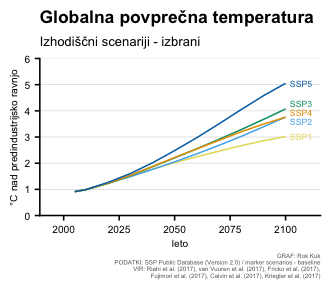 Globalna povprečna temperatura
Izhodiščni scenariji - izbrani
°C nad predindustrijsko ravnjo
6
5
4
3
2
1
0
SSP5
SSP3
SSP4
SSP2
SSP1
2000
2025
2050
2075
2100
leto
GRAF: Rok Kuk
PODATKI: SSP Public Database (Version 2.0) / marker scenarios - baseline
VIR: Riahi et al. (2017), van Vuuren et al. (2017), Fricko et al. (2017),
Fujimori et al. (2017), Calvin et al. (2017), Kriegler et al. (2017)